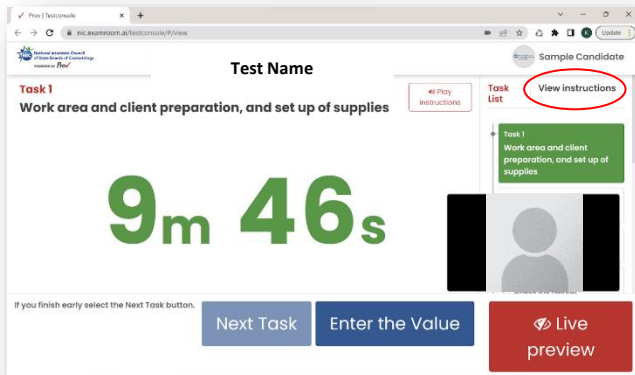 Prov | Testconsole
nic.examroom.ai/testconsole/#/view
Update
NIC
National Interstate Council
of State Boards of Cosmetology
POWERED BY Prov
Test Name
Sample Candidate
Task 1
Work area and client preparation, and set up of supplies
Play
Instructions
Task
List
View instructions
Task 1
Work area and client
preparation, and set up of
supplies
9m 46s
If you finish early select the Next Task button.
Next Task
Enter the Value
Live
preview